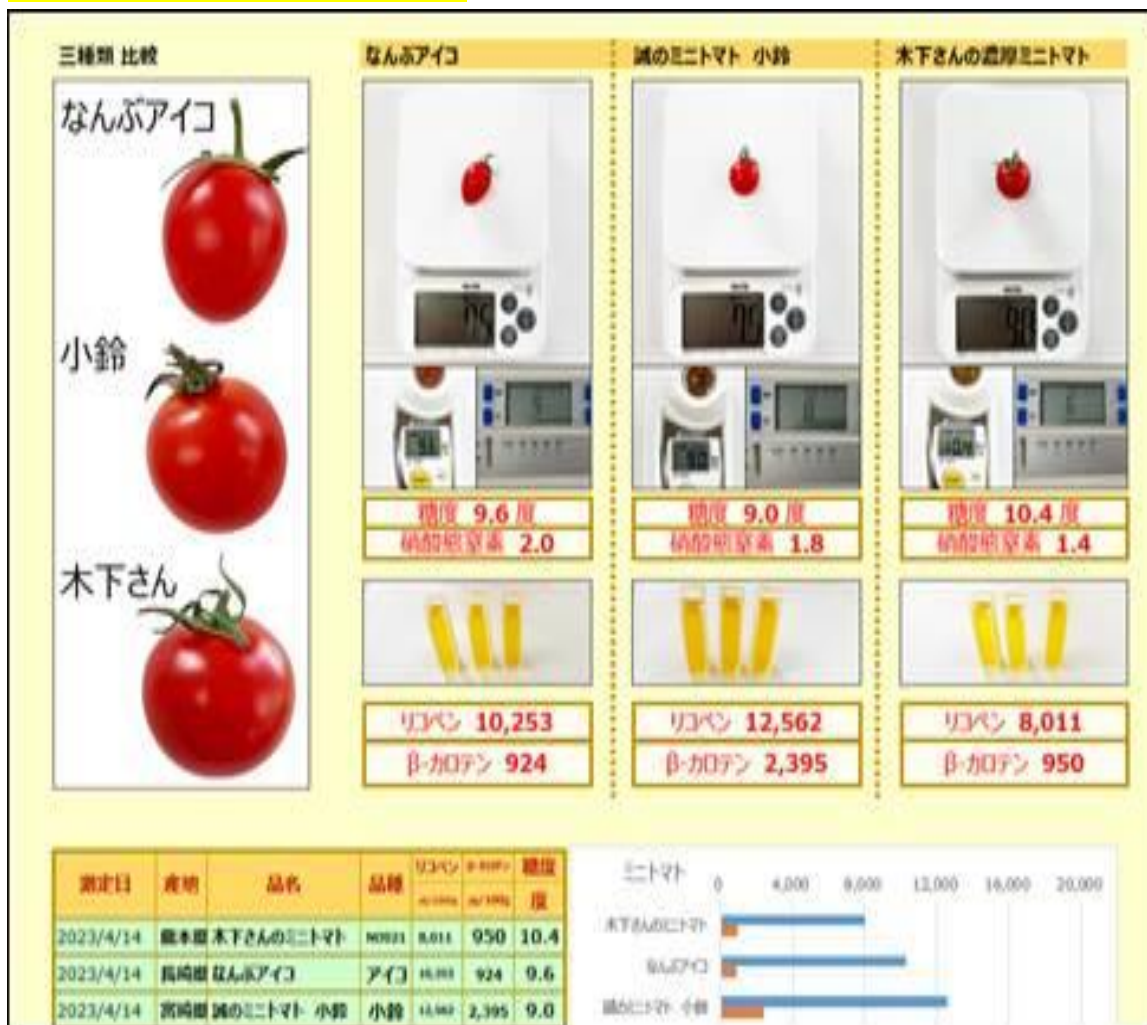 三種類 比較
なんぶアイコ
誠のミニトマト 小鈴
木下さんの濃厚ミニトマト
なんぶアイコ
小鈴
木下さん
糖度 9.6 度
硝酸態窒素 2.0
糖度 9.0 度
硝酸態窒素 1.8
糖度 10.4 度
硝酸態窒素 1.4
リコペン 10,253
β-カロテン 924
リコペン 12,562
β-カロテン 2,395
リコペン 8,011
β-カロテン 950
測定日 産地 品名 品種 リコペン β-カロテン 糖度
度
2023/4/14 熊本県 木下さんのミニトマト 8,011 950 10.4
2023/4/14 長崎県 なんぶアイコ アイコ 10,253 924 9.6
2023/4/14 宮崎県 誠のミニトマト 小鈴 小鈴 12,562 2,395 9.0
ミニトマト
0 4,000 8,000 12,000 16,000 20,000
木下さんのミニトマト
なんぶアイコ
誠のミニトマト 小鈴